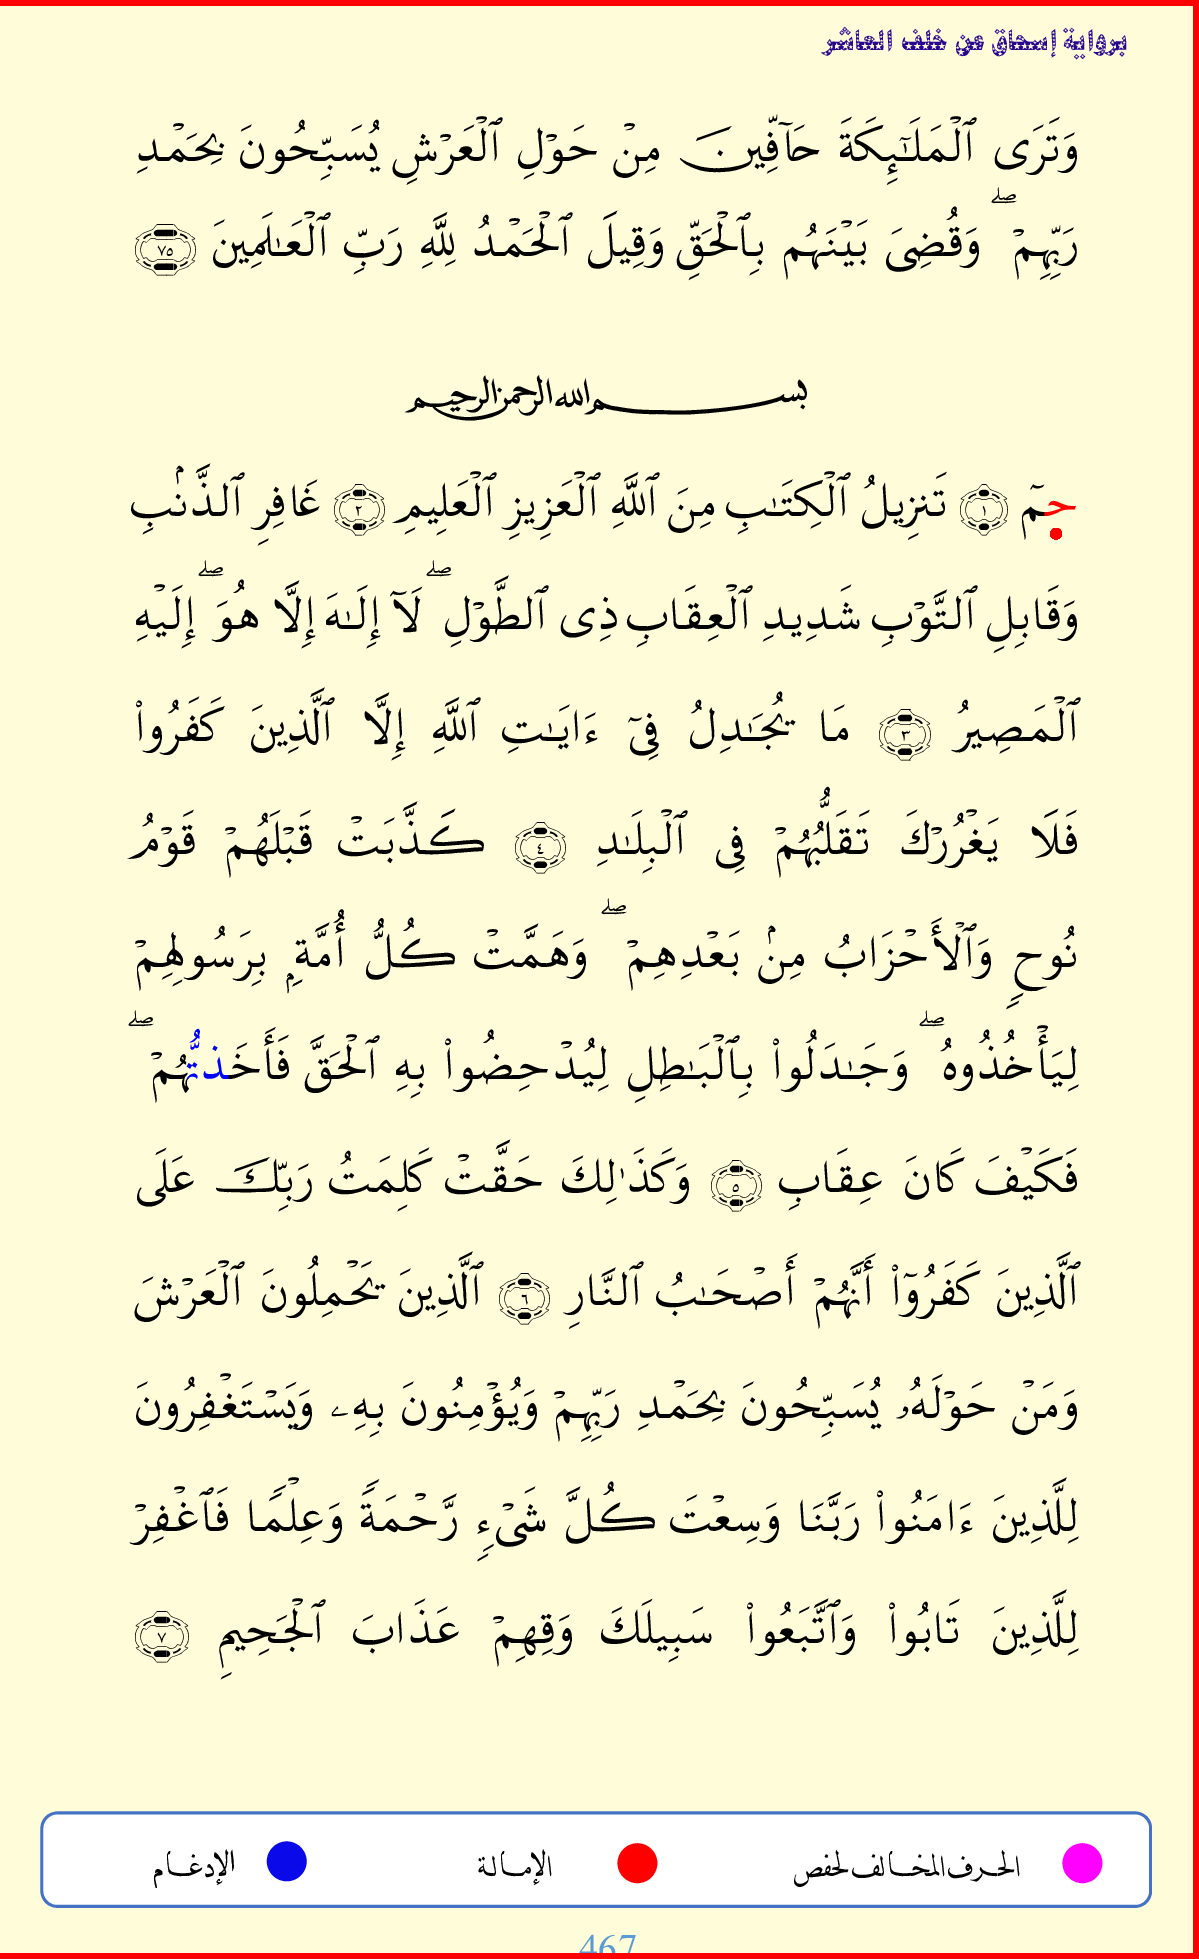 برواية إسحاق عن خلف العاشر
وَتَرَى ٱلْمَلَـٰٓئِكَةَ حَآفِّينَ مِنْ حَوْلِ ٱلْعَرْشِ يُسَبِّحُونَ بِحَمْدِ
رَبِّهِمْ ۖ وَقُضِىَ بَيْنَهُم بِٱلْحَقِّ وَقِيلَ ٱلْحَمْدُ لِلَّهِ رَبِّ ٱلْعَـٰلَمِينَ ٧٥
بسم الله الرحمن الرحيم
حمٓ ١ تَنزِيلُ ٱلْكِتَـٰبِ مِنَ ٱللَّهِ ٱلْعَزِيزِ ٱلْعَلِيمِ ٢ غَافِرِ ٱلذَّنۢبِ
وَقَابِلِ ٱلتَّوْبِ شَدِيدِ ٱلْعِقَابِ ذِى ٱلطَّوْلِ ۖ لَآ إِلَـٰهَ إِلَّا هُوَ ۖ إِلَيْهِ
ٱلْمَصِيرُ ٣ مَا يُجَـٰدِلُ فِىٓ ءَايَـٰتِ ٱللَّهِ إِلَّا ٱلَّذِينَ كَفَرُوا۟
فَلَا يَغْرُرْكَ تَقَلُّبُهُمْ فِى ٱلْبِلَـٰدِ ٤ كَذَّبَتْ قَبْلَهُمْ قَوْمُ
نُوحٍ وَٱلْأَحْزَابُ مِنۢ بَعْدِهِمْ ۖ وَهَمَّتْ كُلُّ أُمَّةٍۭ بِرَسُولِهِمْ
لِيَأْخُذُوهُ ۖ وَجَـٰدَلُوا۟ بِٱلْبَـٰطِلِ لِيُدْحِضُوا۟ بِهِ ٱلْحَقَّ فَأَخَذتُّهُمْ ۖ
فَكَيْفَ كَانَ عِقَابِ ٥ وَكَذَٰلِكَ حَقَّتْ كَلِمَتُ رَبِّكَ عَلَى
ٱلَّذِينَ كَفَرُوٓا۟ أَنَّهُمْ أَصْحَـٰبُ ٱلنَّارِ ٦ ٱلَّذِينَ يَحْمِلُونَ ٱلْعَرْشَ
وَمَنْ حَوْلَهُۥ يُسَبِّحُونَ بِحَمْدِ رَبِّهِمْ وَيُؤْمِنُونَ بِهِۦ وَيَسْتَغْفِرُونَ
لِلَّذِينَ ءَامَنُوا۟ رَبَّنَا وَسِعْتَ كُلَّ شَىْءٍ رَّحْمَةً وَعِلْمًا فَٱغْفِرْ
لِلَّذِينَ تَابُوا۟ وَٱتَّبَعُوا۟ سَبِيلَكَ وَقِهِمْ عَذَابَ ٱلْجَحِيمِ ٧
الحرف المخالف لحفص الإمالة الإدغام
467